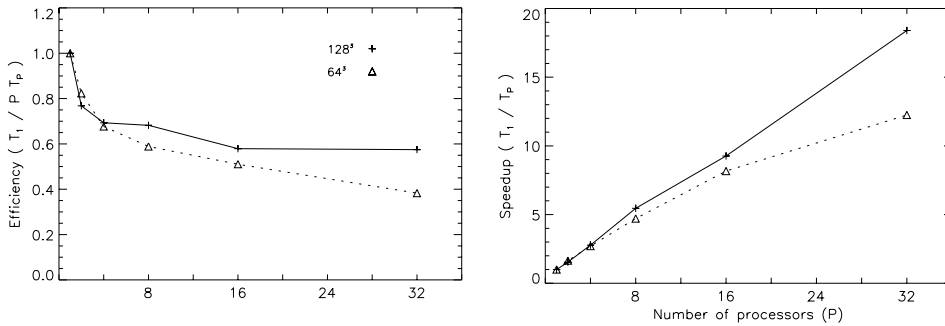 Efficiency ( T₁ / P Tₚ )
1.2
1.0
0.8
0.6
0.4
0.2
0.0
128³
64³
8 16 24 32
Speedup ( T₁ / Tₚ )
20
15
10
5
0
8 16 24 32
Number of processors (P)